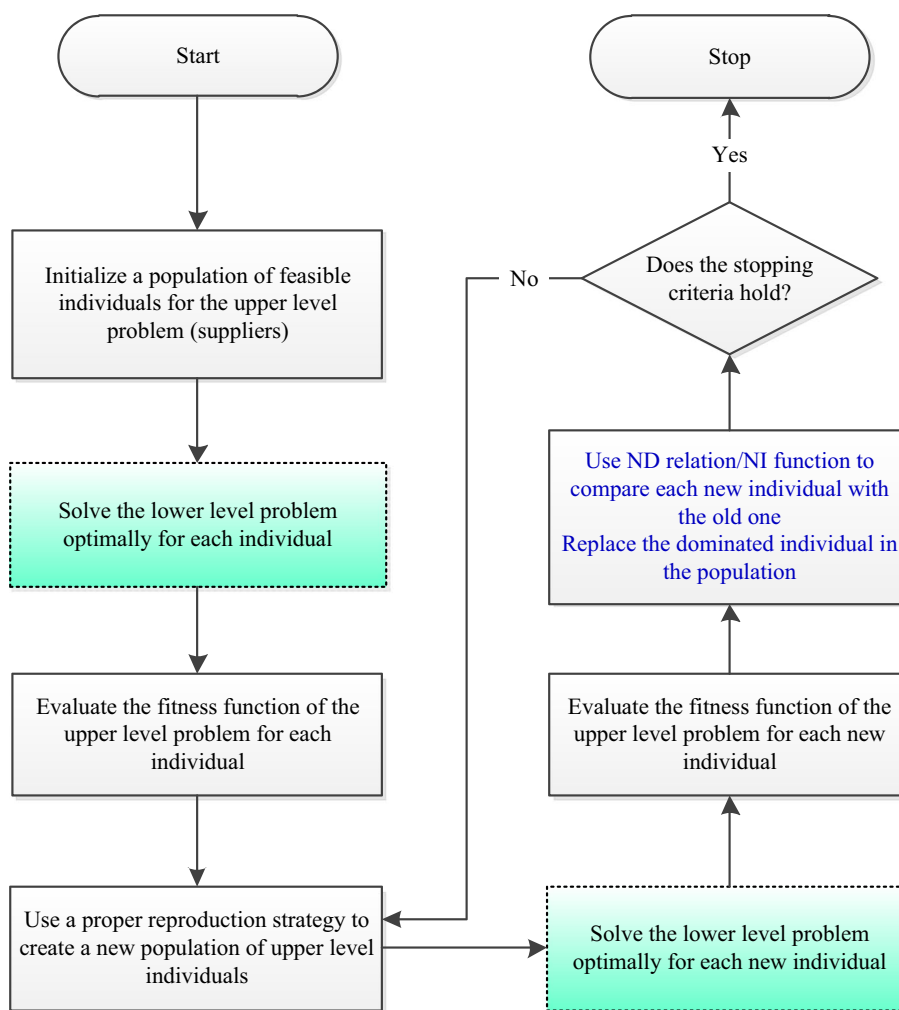 Start
Initialize a population of feasible
individuals for the upper level
problem (suppliers)
Solve the lower level problem
optimally for each individual
Evaluate the fitness function of the
upper level problem for each
individual
Use a proper reproduction strategy to
create a new population of upper level
individuals
Solve the lower level problem
optimally for each new individual
Evaluate the fitness function of the
upper level problem for each new
individual
Use ND relation/NI function to
compare each new individual with
the old one
Replace the dominated individual in
the population
Does the stopping
criteria hold?
No
Yes
Stop